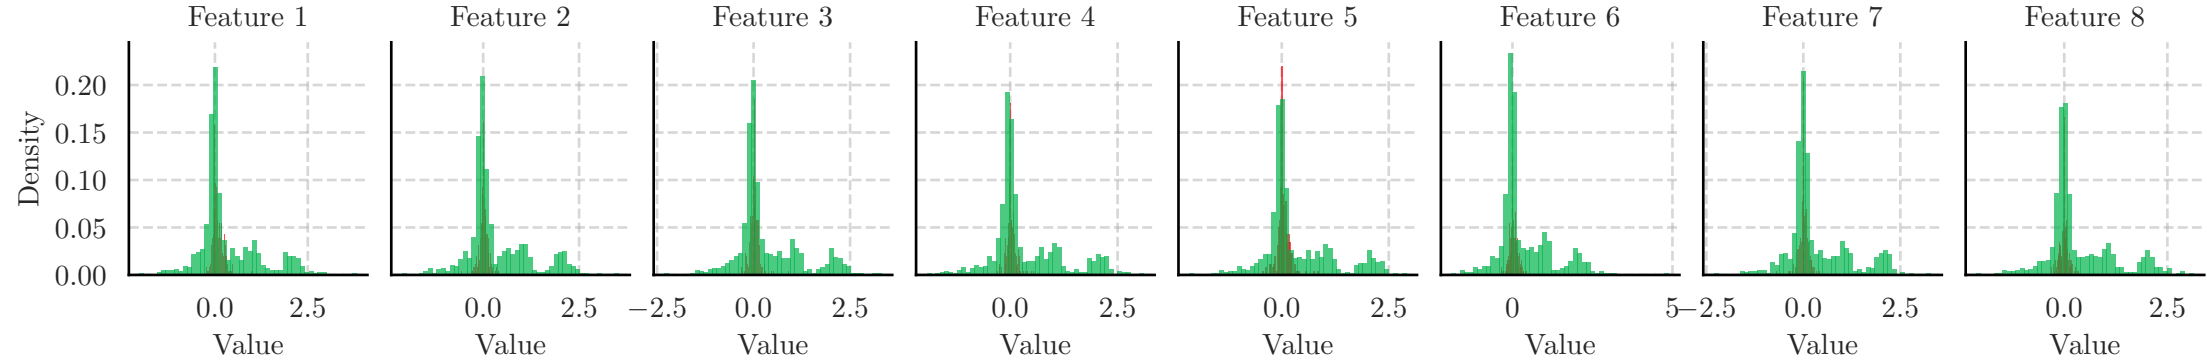 Feature 1 Feature 2 Feature 3 Feature 4 Feature 5 Feature 6 Feature 7 Feature 8
Density
0.20
0.15
0.10
0.05
0.00
0.0 2.5 0.0 2.5 −2.5 0.0 2.5 0.0 2.5 0.0 2.5 0 5 −2.5 0.0 2.5 0.0 2.5
Value Value Value Value Value Value Value Value